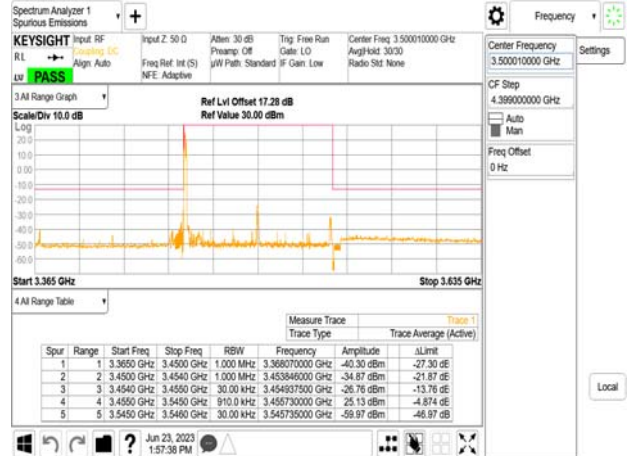 Spectrum Analyzer 1
Spurious Emissions
Frequency
KEYSIGHT
Input: RF
Coupling: DC
Align: Auto
Input Z: 50 Ω
Freq Ref: Int (S)
NFE: Adaptive
Atten: 30 dB
Preamp: Off
µW Path: Standard
Trig: Free Run
Gate: LO
IF Gain: Low
Center Freq: 3.500010000 GHz
Avg|Hold: 30/30
Radio Std: None
R L
PASS
Center Frequency
3.500010000 GHz
Settings
CF Step
4.399000000 GHz
Auto
Man
Freq Offset
0 Hz
Local
3 All Range Graph
Scale/Div 10.0 dB
Ref Lvl Offset 17.28 dB
Ref Value 30.00 dBm
Log
20.0
10.0
0.00
-10.0
-20.0
-30.0
-40.0
-50.0
-60.0
Start 3.365 GHz
Stop 3.635 GHz
4 All Range Table
Measure Trace Trace 1
Trace Type Trace Average (Active)
Spur Range Start Freq Stop Freq RBW Frequency Amplitude ΔLimit
1 1 3.3650 GHz 3.4500 GHz 1.000 MHz 3.368070000 GHz -40.30 dBm -27.30 dE
2 2 3.4500 GHz 3.4540 GHz 1.000 MHz 3.453846000 GHz -34.87 dBm -21.87 dE
3 3 3.4540 GHz 3.4550 GHz 30.00 kHz 3.454937500 GHz -26.76 dBm -13.76 dE
4 4 3.4550 GHz 3.5450 GHz 910.0 kHz 3.455730000 GHz 25.13 dBm -4.874 dE
5 5 3.5450 GHz 3.5460 GHz 30.00 kHz 3.545735000 GHz -59.97 dBm -46.97 dB
Jun 23, 2023
1:57:38 PM